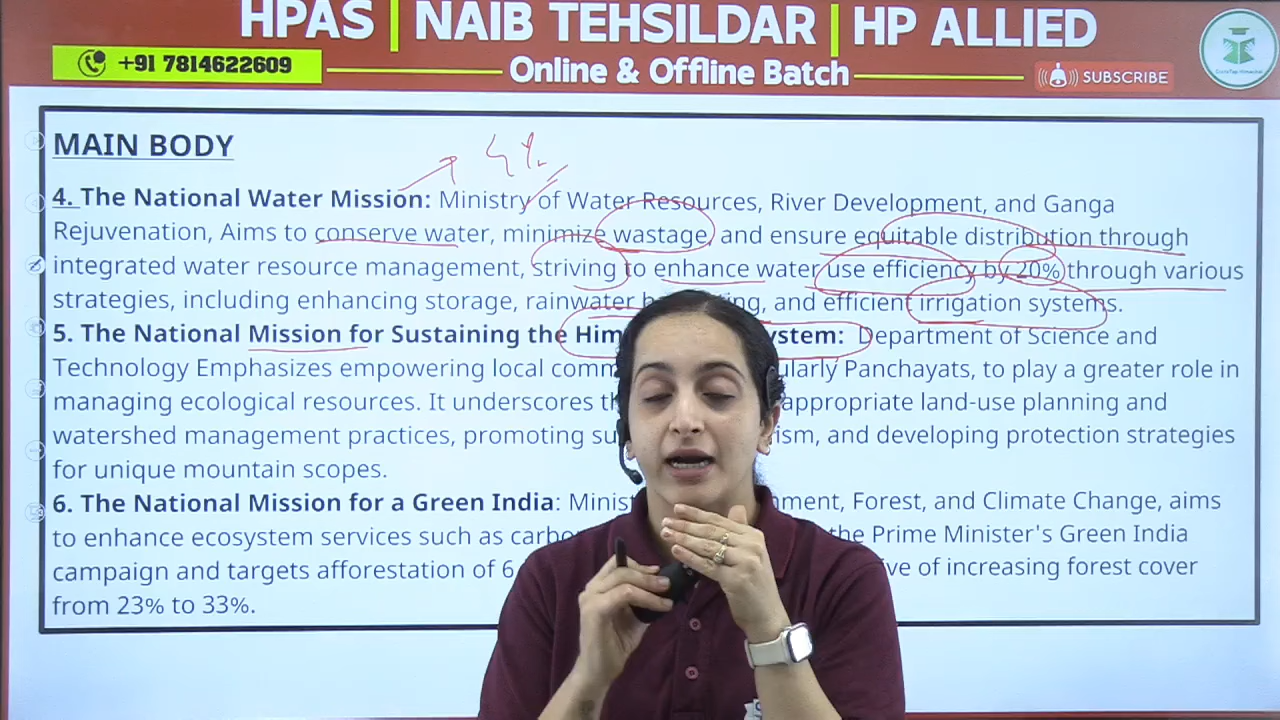 HPAS | NAIB TEHSILDAR | HP ALLIED
+91 7814622609
Online & Offline Batch
SUBSCRIBE
MAIN BODY
4%
4. The National Water Mission: Ministry of Water Resources, River Development, and Ganga
Rejuvenation, Aims to conserve water, minimize wastage, and ensure equitable distribution through
integrated water resource management, striving to enhance water use efficiency by 20% through various
strategies, including enhancing storage, rainwater and efficient irrigation systems.
5. The National Mission for Sustaining the Him ystem: Department of Science and
Technology Emphasizes empowering local comm ularly Panchayats, to play a greater role in
managing ecological resources. It underscores appropriate land-use planning and
watershed management practices, promoting su ism, and developing protection strategies
for unique mountain scopes.
6. The National Mission for a Green India: Minist nment, Forest, and Climate Change, aims
to enhance ecosystem services such as carbo the Prime Minister's Green India
campaign and targets afforestation of 6 ive of increasing forest cover
from 23% to 33%.